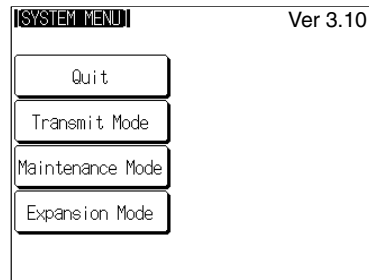 [SYSTEM MENU] Ver 3.10
Quit
Transmit Mode
Maintenance Mode
Expansion Mode